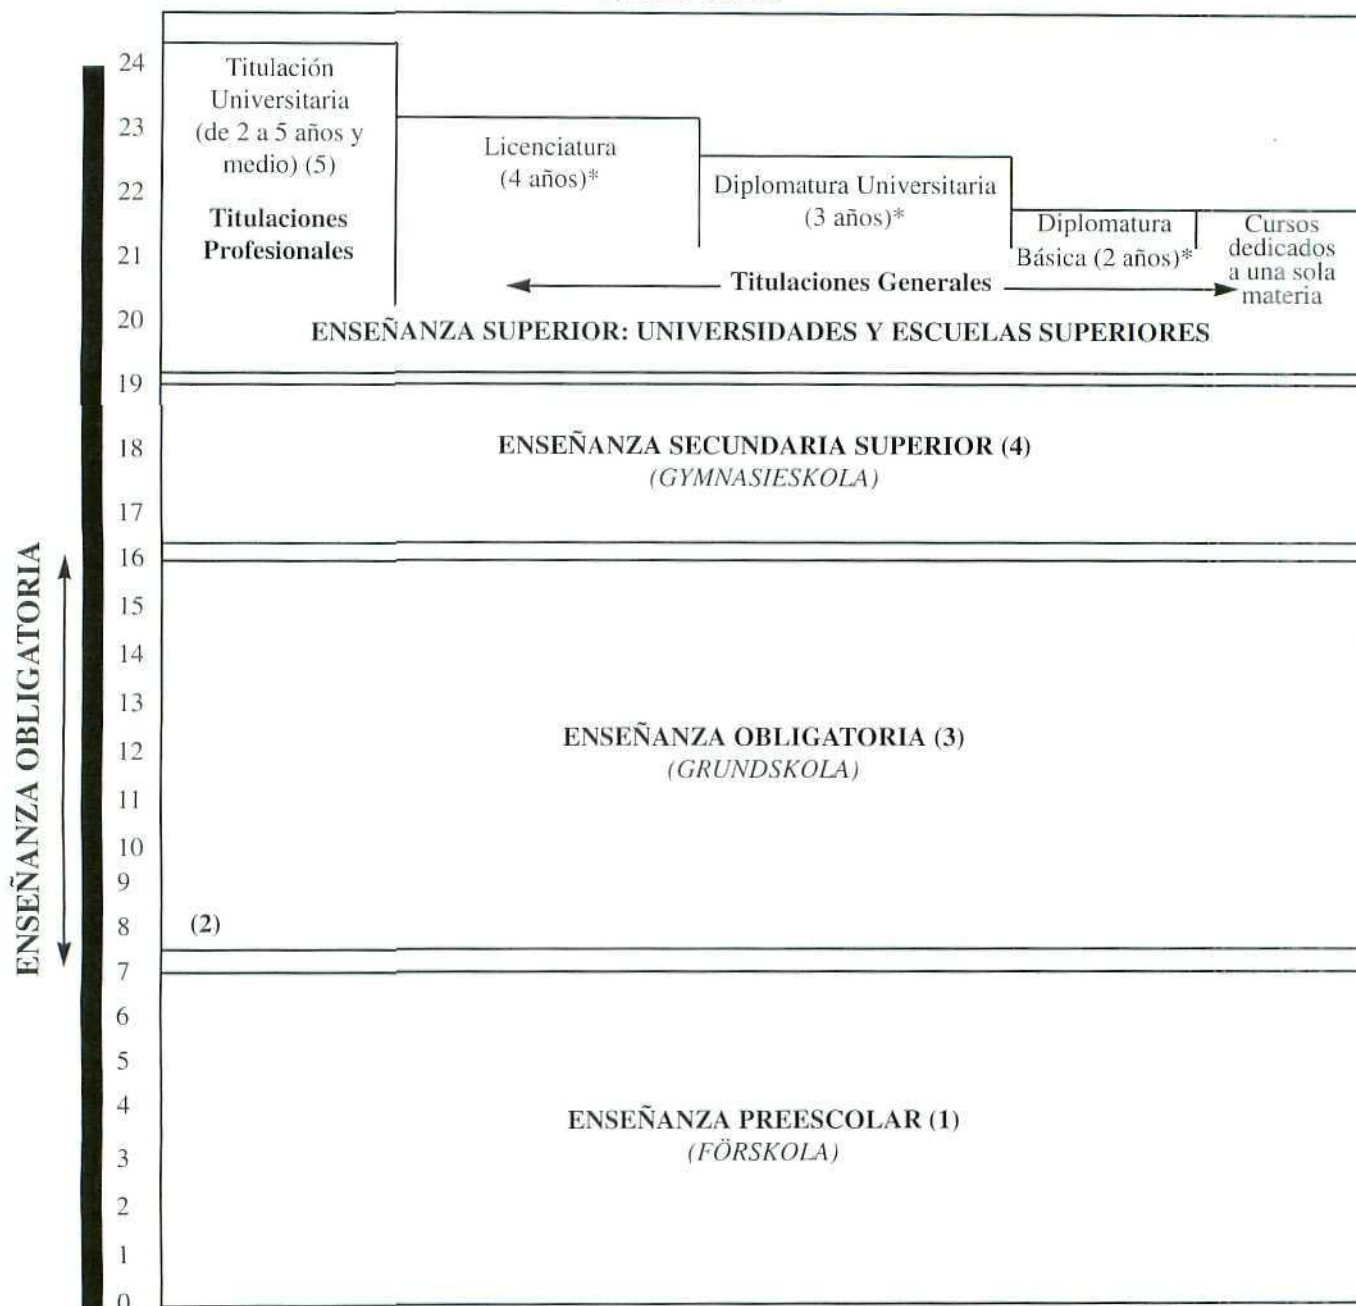 24
Titulación
Universitaria
(de 2 a 5 años y
medio) (5)
Titulaciones
Profesionales
23
Licenciatura
(4 años)*
22
Diplomatura Universitaria
(3 años)*
21
Diplomatura
Básica (2 años)*
Cursos
dedicados
a una sola
materia
Titulaciones Generales
20
ENSEÑANZA SUPERIOR: UNIVERSIDADES Y ESCUELAS SUPERIORES
19
18
ENSEÑANZA SECUNDARIA SUPERIOR (4)
(GYMNASIESKOLA)
17
16
ENSEÑANZA OBLIGATORIA
15
14
13
12
ENSEÑANZA OBLIGATORIA (3)
(GRUNDSKOLA)
11
10
9
8
(2)
7
6
5
4
ENSEÑANZA PREESCOLAR (1)
(FÖRSKOLA)
3
2
1
0